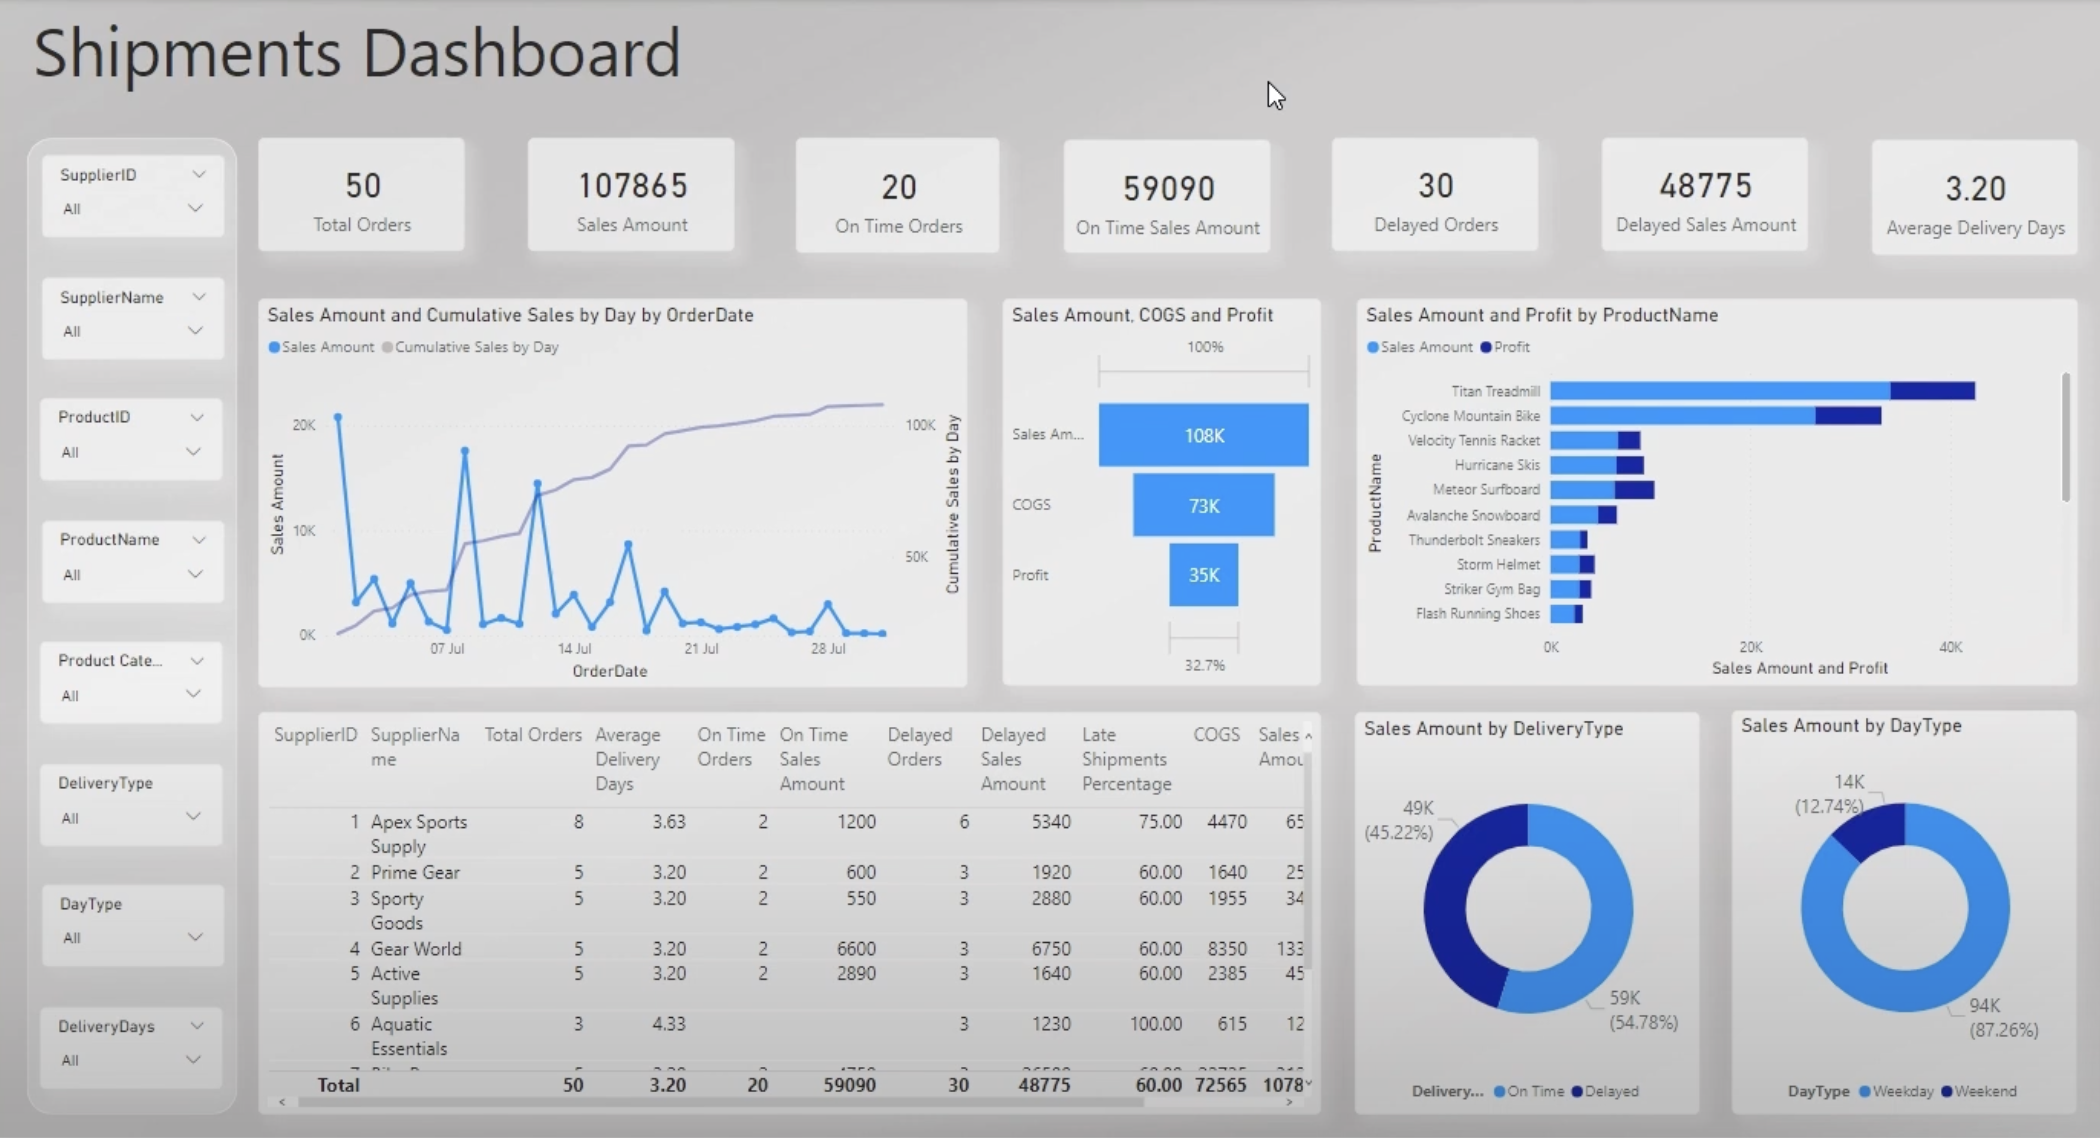 Shipments Dashboard
SupplierID
All
SupplierName
All
ProductID
All
ProductName
All
Product Cate...
All
DeliveryType
All
DayType
All
DeliveryDays
All
50
Total Orders
107865
Sales Amount
20
On Time Orders
59090
On Time Sales Amount
30
Delayed Orders
48775
Delayed Sales Amount
3.20
Average Delivery Days
Sales Amount and Cumulative Sales by Day by OrderDate
Sales Amount Cumulative Sales by Day
Sales Amount
20K
10K
0K
100K
50K
Cumulative Sales by Day
07 Jul 14 Jul 21 Jul 28 Jul
OrderDate
Sales Amount, COGS and Profit
100%
Sales Am... 108K
COGS 73K
Profit 35K
32.7%
Sales Amount and Profit by ProductName
Sales Amount Profit
ProductName
Titan Treadmill
Cyclone Mountain Bike
Velocity Tennis Racket
Hurricane Skis
Meteor Surfboard
Avalanche Snowboard
Thunderbolt Sneakers
Storm Helmet
Striker Gym Bag
Flash Running Shoes
0K 20K 40K
Sales Amount and Profit
SupplierID SupplierNa Total Orders Average On Time On Time Delayed Delayed Late COGS Sales
me Delivery Orders Sales Orders Sales Shipments Amou
Days Amount Amount Percentage
1 Apex Sports 8 3.63 2 1200 6 5340 75.00 4470 65
Supply
2 Prime Gear 5 3.20 2 600 3 1920 60.00 1640 25
3 Sporty 5 3.20 2 550 3 2880 60.00 1955 34
Goods
4 Gear World 5 3.20 2 6600 3 6750 60.00 8350 133
5 Active 5 3.20 2 2890 3 1640 60.00 2385 45
Supplies
6 Aquatic 3 4.33 3 1230 100.00 615 12
Essentials
Total 50 3.20 20 59090 30 48775 60.00 72565 1078
Sales Amount by DeliveryType
49K
(45.22%)
59K
(54.78%)
Delivery... On Time Delayed
Sales Amount by DayType
14K
(12.74%)
94K
(87.26%)
DayType Weekday Weekend